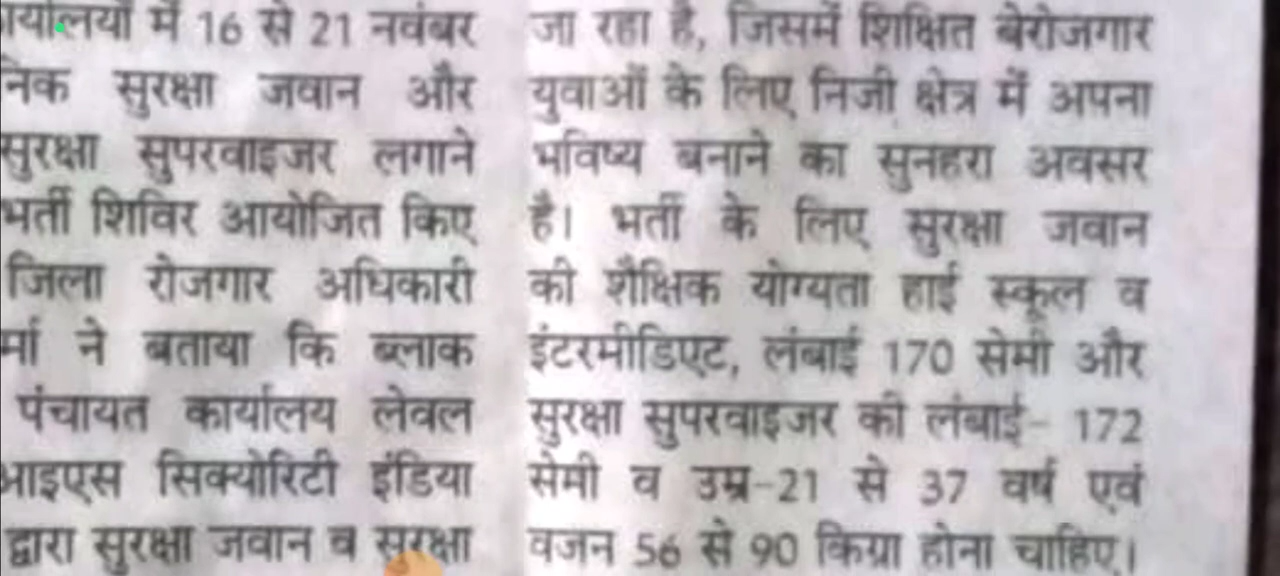 में 16 से 21 नवंबर
सुरक्षा जवान और
सुरक्षा सुपरवाइजर लगाने
भर्ती शिविर आयोजित किए
जिला रोजगार अधिकारी
ने बताया कि ब्लाक
पंचायत कार्यालय लेवल
आइएस सिक्योरिटी इंडिया
द्वारा सुरक्षा जवान व सुरक्षा
जा रहा है, जिसमें शिक्षित बेरोजगार
युवाओं के लिए निजी क्षेत्र में अपना
भविष्य बनाने का सुनहरा अवसर
है। भर्ती के लिए सुरक्षा जवान
की शैक्षिक योग्यता हाई स्कूल व
इंटरमीडिएट, लंबाई 170 सेमी और
सुरक्षा सुपरवाइजर की लंबाई- 172
सेमी व उम्र-21 से 37 वर्ष एवं
वजन 56 से 90 किग्रा होना चाहिए।